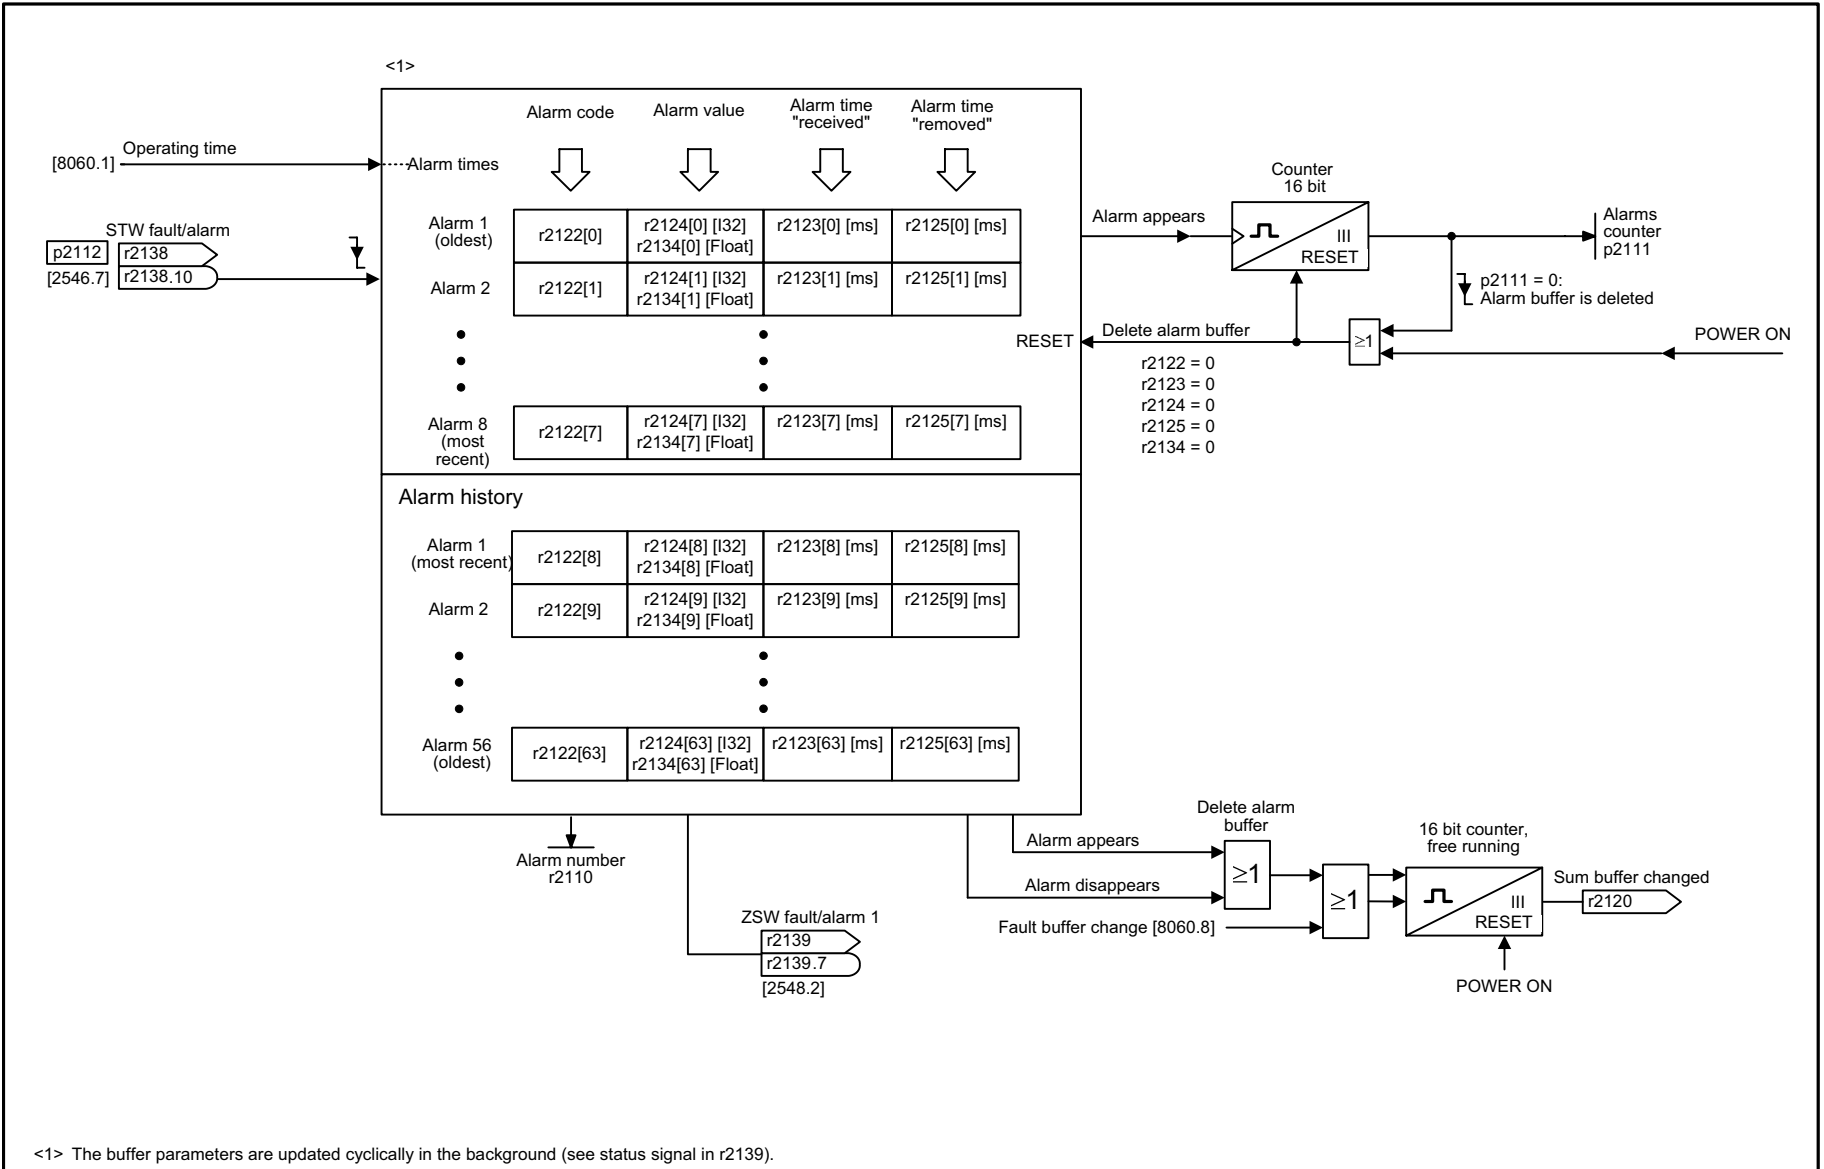 <1>
Alarm code
Alarm value
Alarm time
"received"
Alarm time
"removed"
Operating time
[8060.1]
Alarm times
STW fault/alarm
p2112
r2138
[2546.7]
r2138.10
Alarm 1
(oldest)
r2122[0]
r2124[0] [I32]
r2134[0] [Float]
r2123[0] [ms]
r2125[0] [ms]
Alarm 2
r2122[1]
r2124[1] [I32]
r2134[1] [Float]
r2123[1] [ms]
r2125[1] [ms]
Alarm 8
(most
recent)
r2122[7]
r2124[7] [I32]
r2134[7] [Float]
r2123[7] [ms]
r2125[7] [ms]
RESET
Alarm appears
Counter
16 bit
III
RESET
Alarms
counter
p2111
p2111 = 0:
Alarm buffer is deleted
Delete alarm buffer
≥1
POWER ON
r2122 = 0
r2123 = 0
r2124 = 0
r2125 = 0
r2134 = 0
Alarm history
Alarm 1
(most recent)
r2122[8]
r2124[8] [I32]
r2134[8] [Float]
r2123[8] [ms]
r2125[8] [ms]
Alarm 2
r2122[9]
r2124[9] [I32]
r2134[9] [Float]
r2123[9] [ms]
r2125[9] [ms]
Alarm 56
(oldest)
r2122[63]
r2124[63] [I32]
r2134[63] [Float]
r2123[63] [ms]
r2125[63] [ms]
Alarm number
r2110
ZSW fault/alarm 1
r2139
r2139.7
[2548.2]
Alarm appears
Alarm disappears
Fault buffer change [8060.8]
Delete alarm
buffer
≥1
≥1
16 bit counter,
free running
III
RESET
POWER ON
Sum buffer changed
r2120
<1> The buffer parameters are updated cyclically in the background (see status signal in r2139).